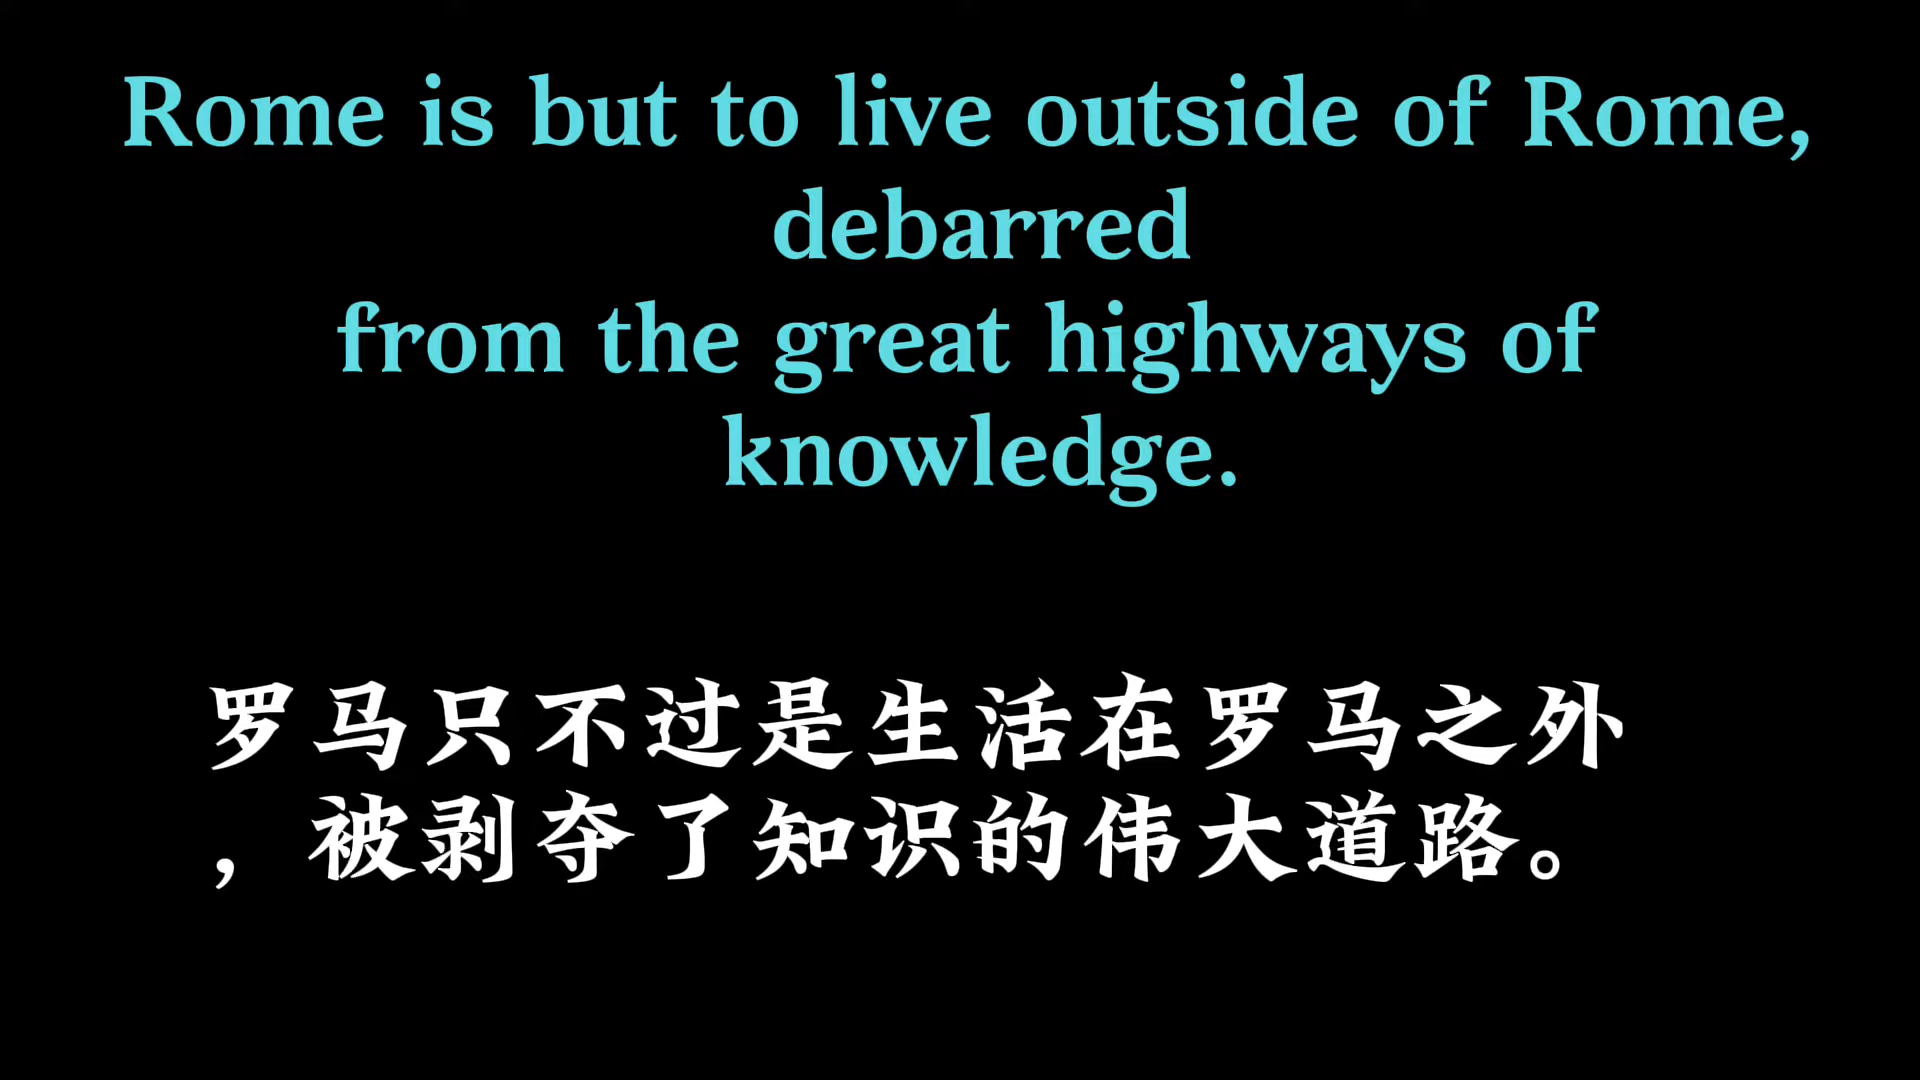 Rome is but to live outside of Rome,
debarred
from the great highways of
knowledge.
罗马只不过是生活在罗马之外
，被剥夺了知识的伟大道路。